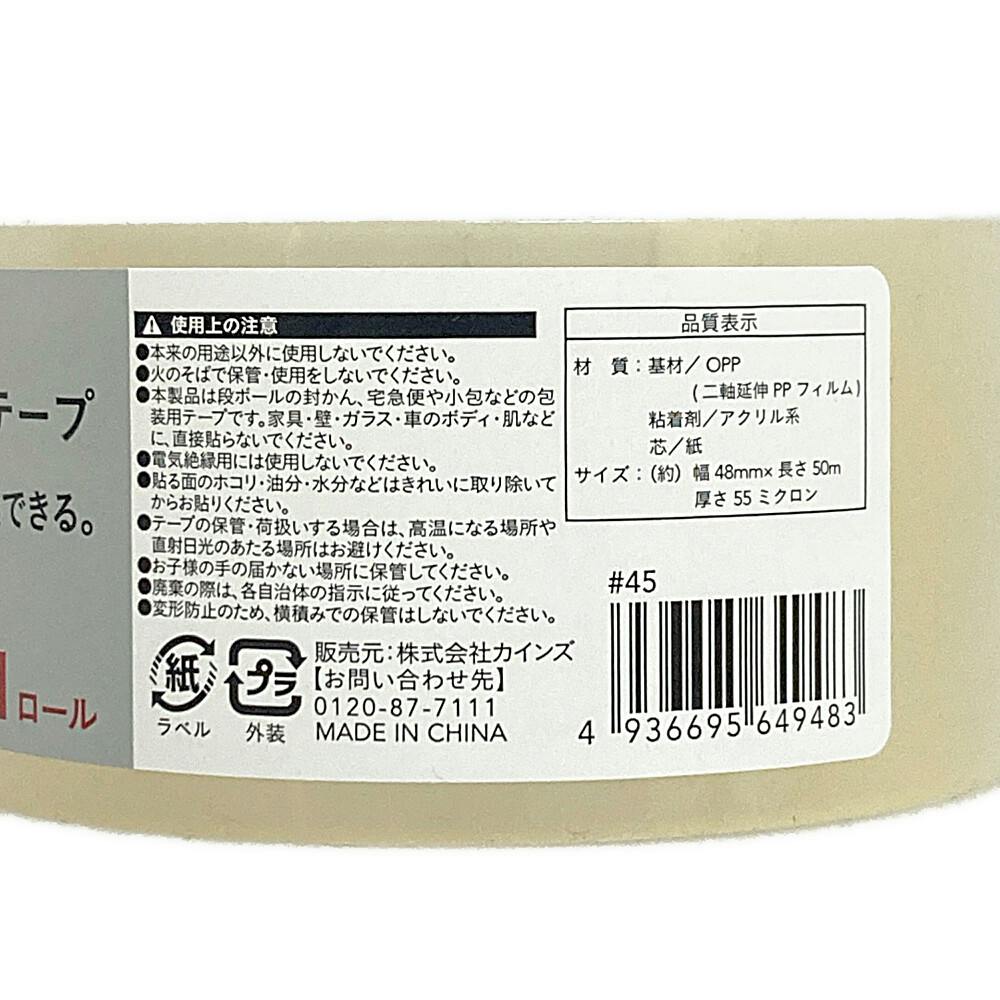 テープ
できる。
1ロール
使用上の注意
●本来の用途以外に使用しないでください。
●火のそばで保管・使用をしないでください。
●本製品は段ボールの封かん、宅急便や小包などの包
装用テープです。家具・壁・ガラス・車のボディ・肌など
に、直接貼らないでください。
●電気絶縁用には使用しないでください。
●貼る面のホコリ・油分・水分などはきれいに取り除いて
からお貼りください。
●テープの保管・荷扱いする場合は、高温になる場所や
直射日光のあたる場所はお避けください。
●お子様の手の届かない場所に保管してください。
●廃棄の際は、各自治体の指示に従ってください。
●変形防止のため、横積みでの保管はしないでください。
紙
ラベル
プラ
外装
販売元:株式会社カインズ
【お問い合わせ先】
0120-87-7111
MADE IN CHINA
品質表示
材 質:基材/OPP
(二軸延伸PPフィルム)
粘着剤/アクリル系
芯/紙
サイズ:(約) 幅48mm×長さ50m
厚さ55ミクロン
#45
4 936695 649483